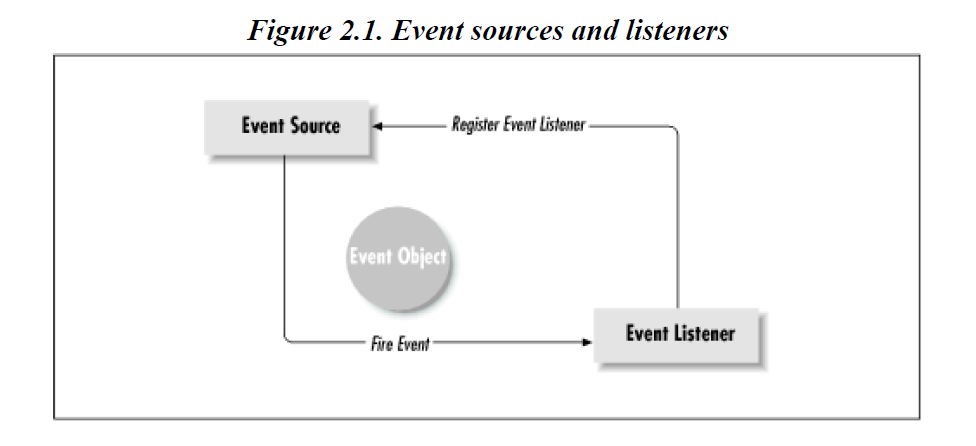 Figure 2.1. Event sources and listeners
Event Source
Register Event Listener
Event Object
Fire Event
Event Listener